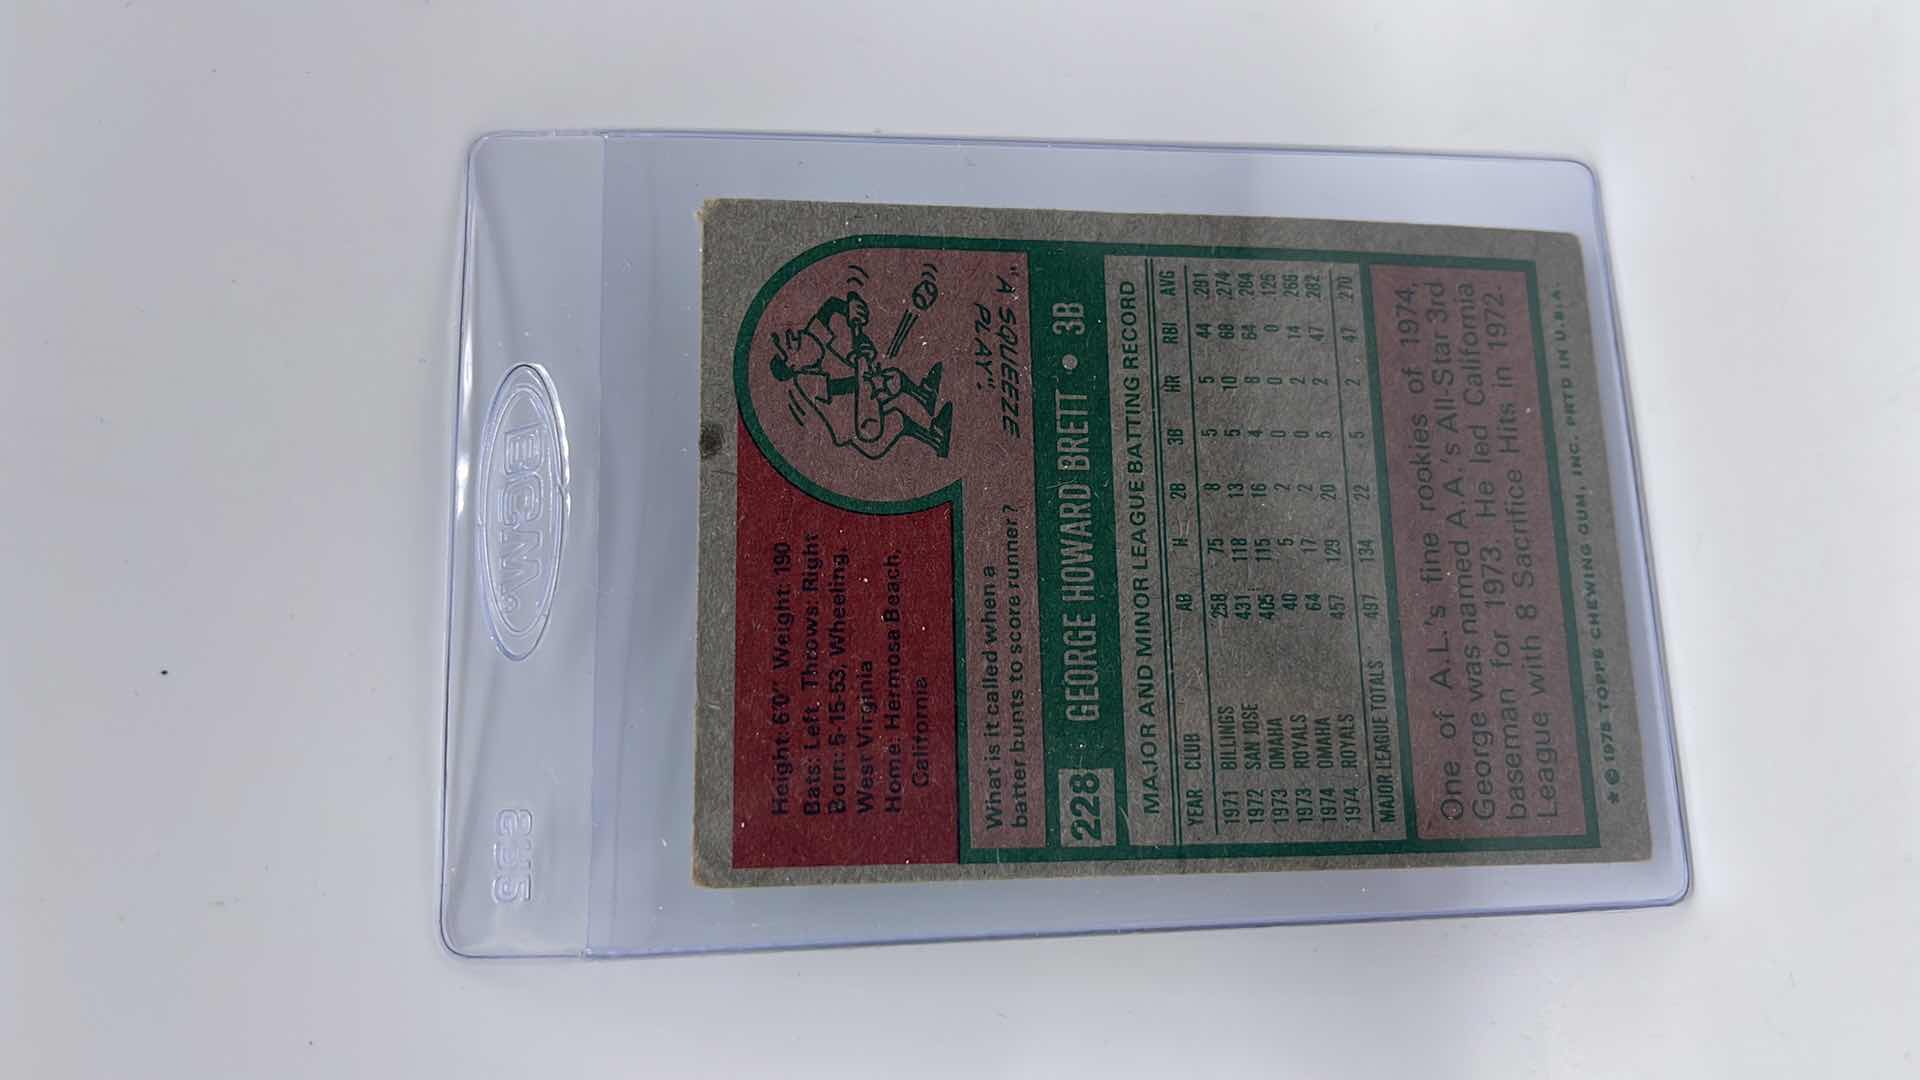 BCW
Height: 6'0" Weight: 190
Bats: Left Throws: Right
Born: 5-15-53, Wheeling,
West Virginia
Home: Hermosa Beach,
California
What is it called when a
batter bunts to score runner?
"A SQUEEZE
PLAY".
228 GEORGE HOWARD BRETT • 3B
MAJOR AND MINOR LEAGUE BATTING RECORD
YEAR CLUB AB H 2B 3B HR RBI AVG
1971 BILLINGS 258 75 8 5 5 44 .291
1972 SAN JOSE 431 118 13 5 10 68 .274
1973 OMAHA 405 115 16 4 8 64 .284
1973 ROYALS 40 5 2 0 0 0 .125
1974 OMAHA 64 17 2 0 2 14 .266
1974 ROYALS 457 129 20 5 2 47 .282
MAJOR LEAGUE TOTALS 497 134 22 5 2 47 .270
One of A.L.'s fine rookies of 1974,
George was named A.A.'s All-Star 3rd
baseman for 1973. He led California
League with 8 Sacrifice Hits in 1972.
* © 1975 TOPPS CHEWING GUM, INC. PRTD IN U.S.A.